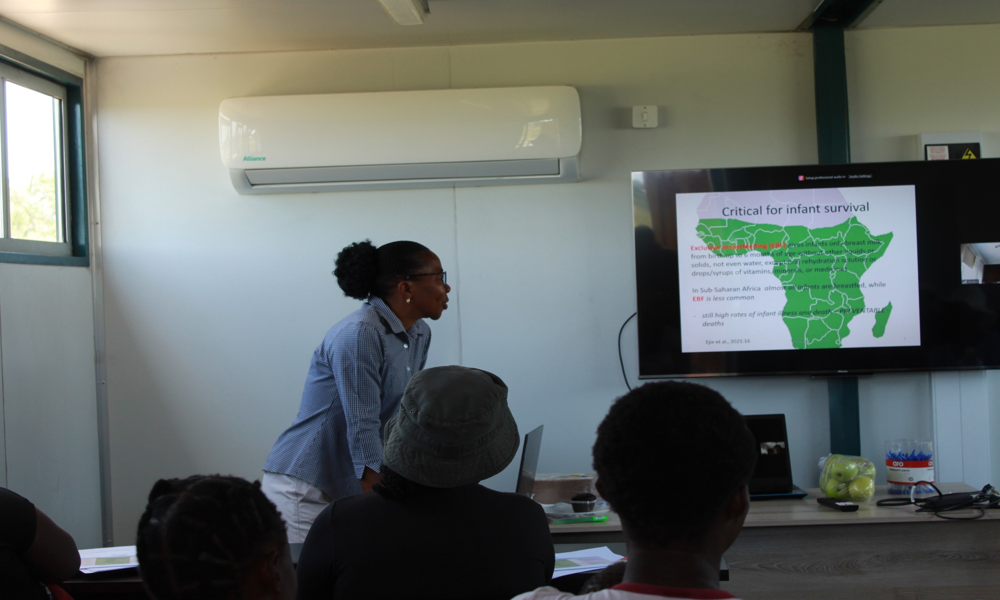 Alliance
Setup professional audio in "Audio Settings"
Critical for infant survival
Exclusive breastfeeding (EBF) gives infants only breast milk
from birth up to 6 months of age without other liquids or
solids, not even water, except oral rehydration solution or
drops/syrups of vitamins, minerals, or medicines
In Sub-Saharan Africa almost all infants are breastfed, while
EBF is less common
- still high rates of infant illness and death - PREVENTABLE -
deaths
Ejie et al., 2021:16
1
Hisense
aro
ballpoint pens